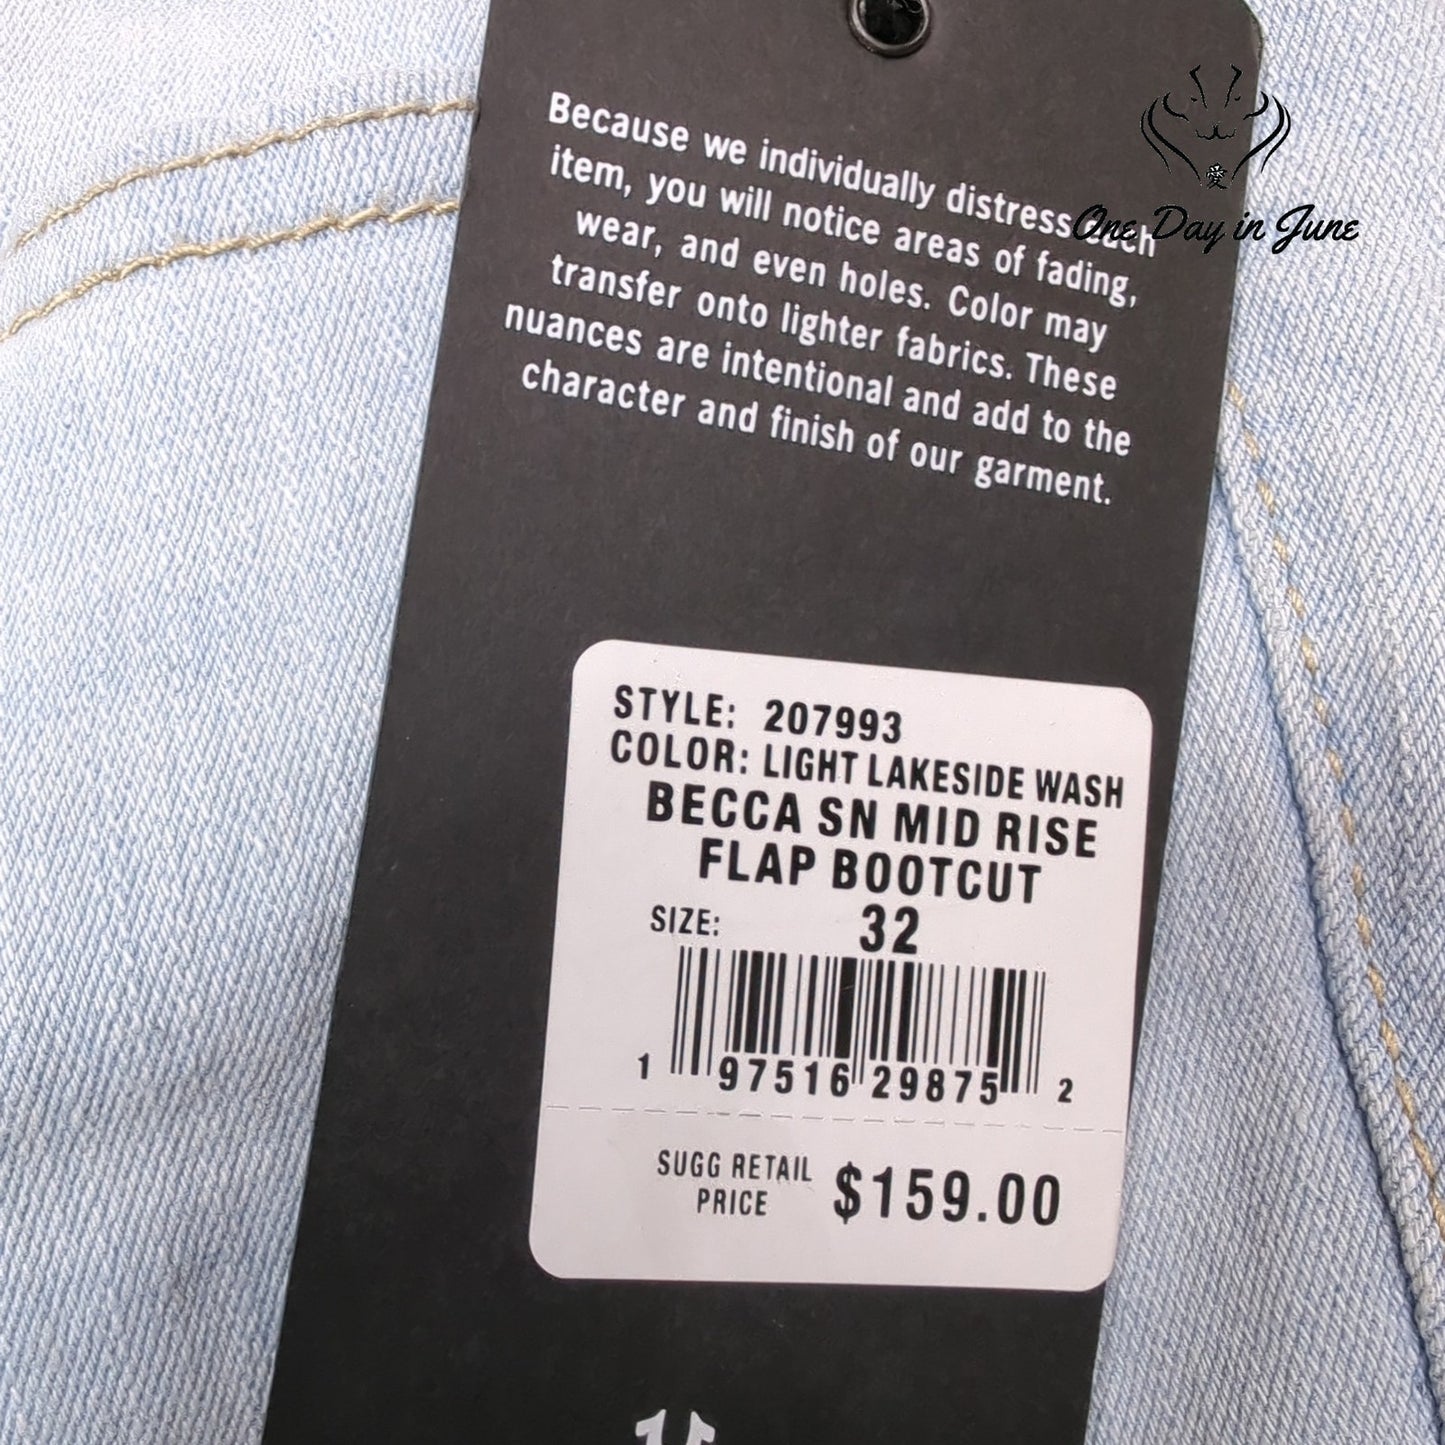 Because we individually distress each
item, you will notice areas of fading,
wear, and even holes. Color may
transfer onto lighter fabrics. These
nuances are intentional and add to the
character and finish of our garment.
愛
One Day in June
STYLE: 207993
COLOR: LIGHT LAKESIDE WASH
BECCA SN MID RISE
FLAP BOOTCUT
SIZE: 32
1 97516 29875 2
SUGG RETAIL
PRICE
$159.00